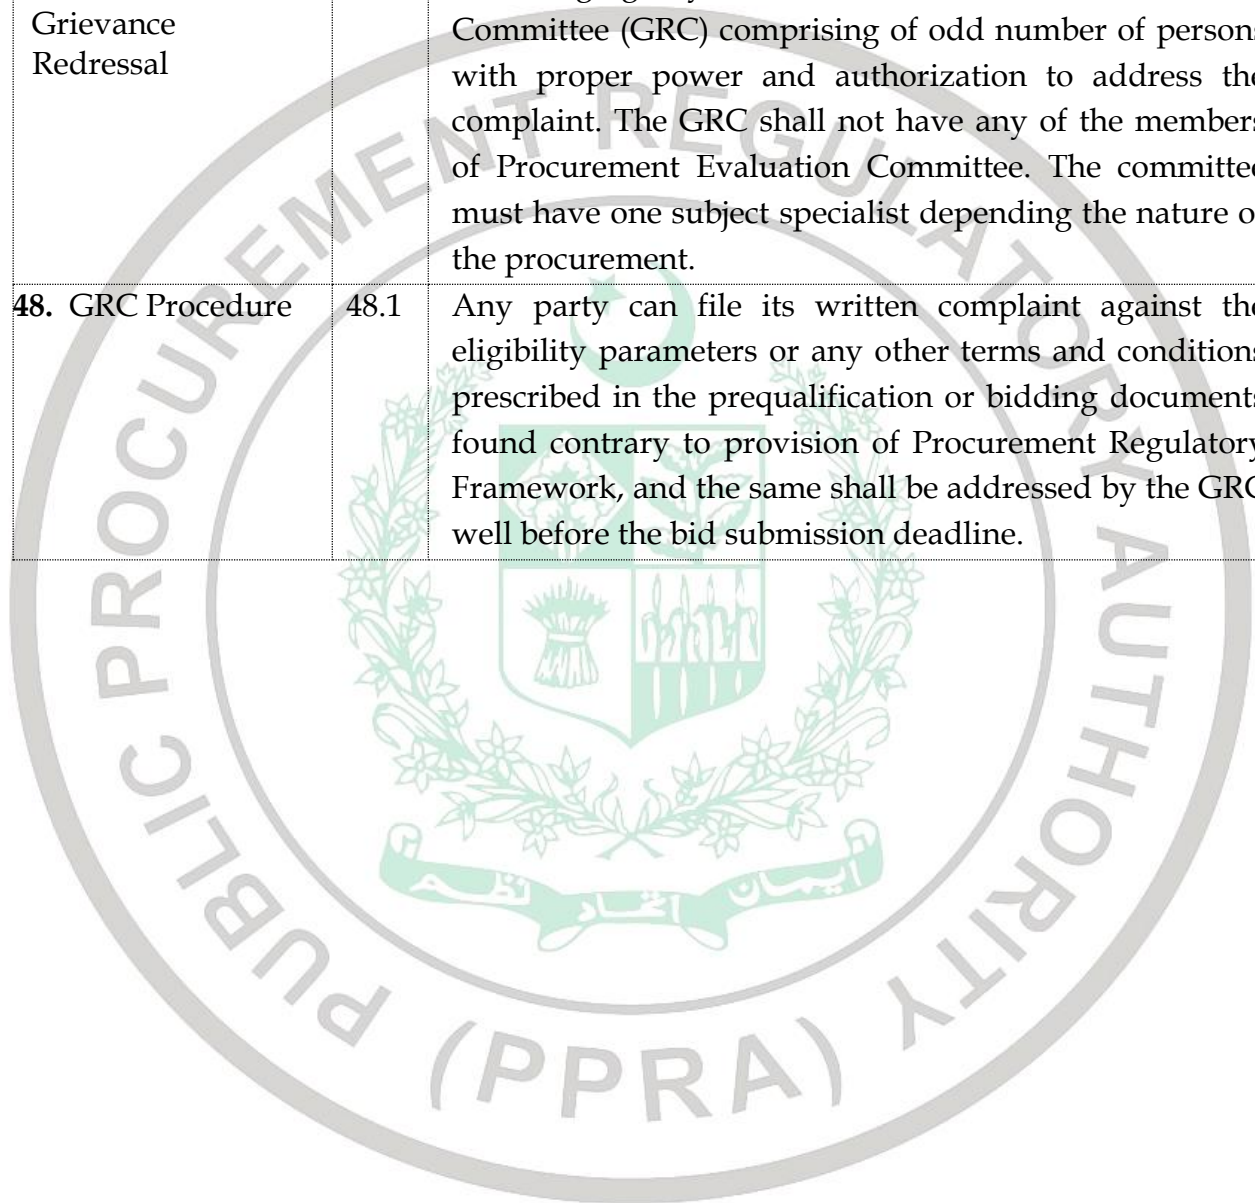 Grievance
Redressal
Committee (GRC) comprising of odd number of persons
with proper power and authorization to address the
complaint. The GRC shall not have any of the members
of Procurement Evaluation Committee. The committee
must have one subject specialist depending the nature of
the procurement.
48. GRC Procedure
48.1
Any party can file its written complaint against the
eligibility parameters or any other terms and conditions
prescribed in the prequalification or bidding documents
found contrary to provision of Procurement Regulatory
Framework, and the same shall be addressed by the GRC
well before the bid submission deadline.
PUBLIC PROCUREMENT REGULATORY AUTHORITY
(PPRA)
ایمان اتحاد نظم